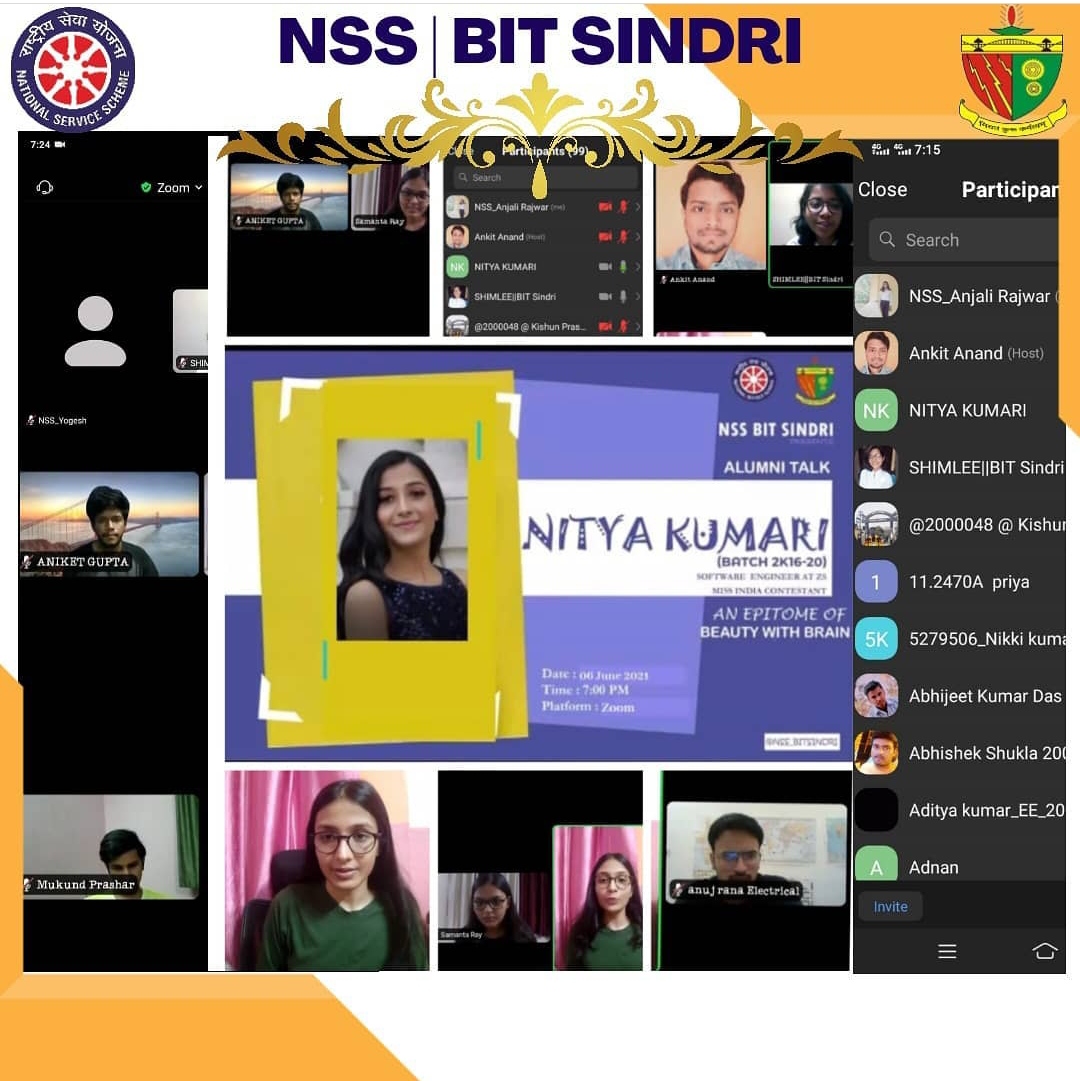 राष्ट्रीय सेवा योजना
NATIONAL SERVICE SCHEME
NSS | BIT SINDRI
7:24
Zoom
SHIM
NSS_Yogesh
ANIKET GUPTA
Mukund Prashar
ANIKET GUPTA
Samanta Ray
Close
Participants (99)
Search
NSS_Anjali Rajwar (me)
Ankit Anand (Host)
NK NITYA KUMARI
SHIMLEE||BIT Sindri
@2000048 @ Kishun Pras...
Ankit Anand
SHIMLEE||BIT Sindri
NSS BIT SINDRI
PRESENTS
ALUMNI TALK
NITYA KUMARI
(BATCH 2K16-20)
SOFTWARE ENGINEER AT ZS
MISS INDIA CONTESTANT
AN EPITOME OF
BEAUTY WITH BRAIN
Date : 06 June 2021
Time : 7:00 PM
Platform : Zoom
@NSS_BITSINDRI
Samanta Ray
anuj rana Electrical
4G 4G 7:15
Close Participan
Search
NSS_Anjali Rajwar (
Ankit Anand (Host)
NK NITYA KUMARI
SHIMLEE||BIT Sindri
@2000048 @ Kishun
1 11.2470A priya
5K 5279506_Nikki kuma
Abhijeet Kumar Das
Abhishek Shukla 200
Aditya kumar_EE_20
A Adnan
Invite